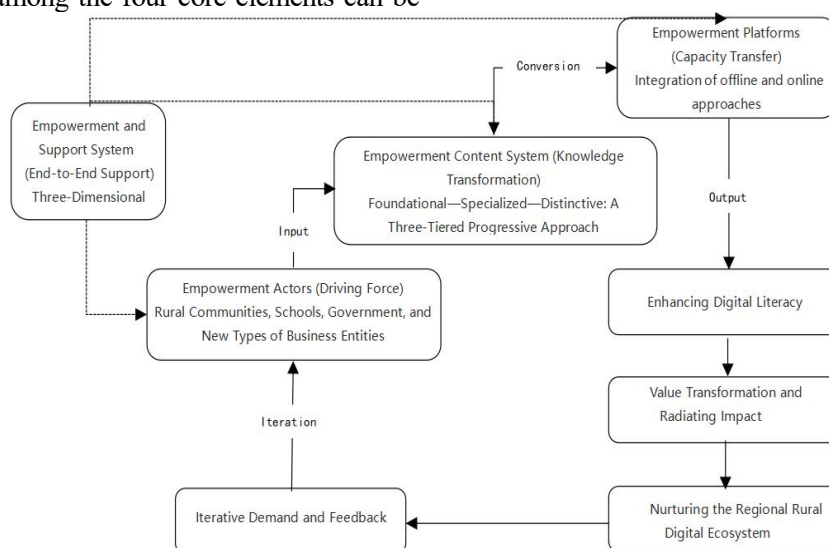 among the four core elements can be
Empowerment Platforms
(Capacity Transfer)
Integration of offline and online
approaches
Conversion
Empowerment and
Support System
(End-to-End Support)
Three-Dimensional
Empowerment Content System (Knowledge
Transformation)
Foundational—Specialized—Distinctive: A
Three-Tiered Progressive Approach
Output
Input
Empowerment Actors (Driving Force)
Rural Communities, Schools, Government, and
New Types of Business Entities
Enhancing Digital Literacy
Value Transformation and
Radiating Impact
Iteration
Iterative Demand and Feedback
Nurturing the Regional Rural
Digital Ecosystem